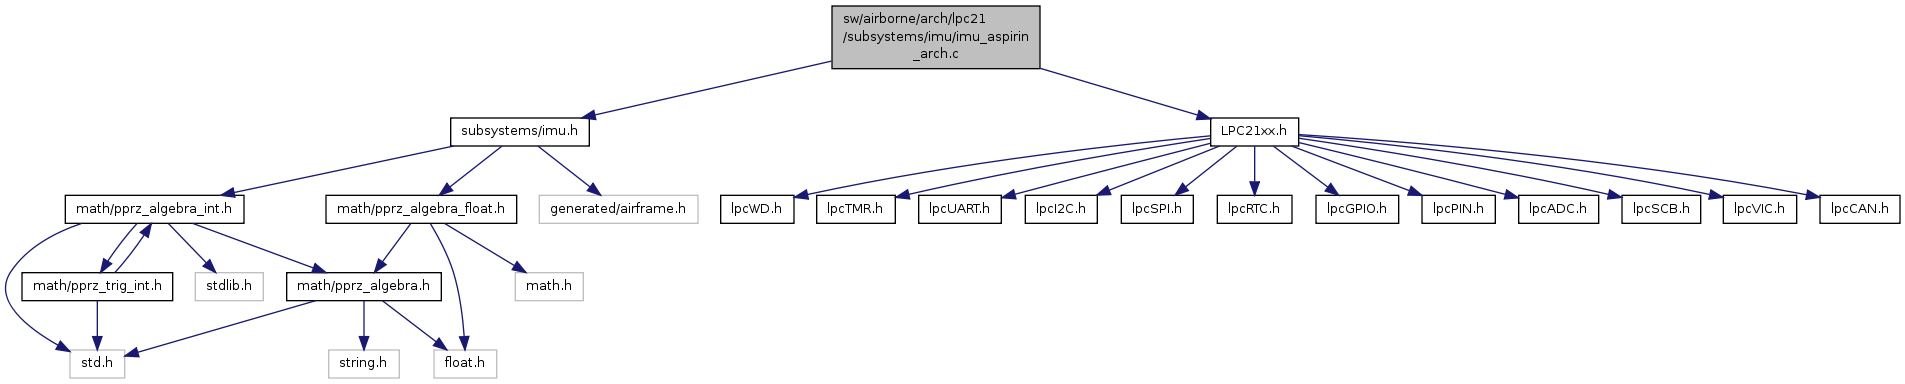 sw/airborne/arch/lpc21
/subsystems/imu/imu_aspirin
_arch.c
subsystems/imu.h
LPC21xx.h
math/pprz_algebra_int.h
math/pprz_algebra_float.h
generated/airframe.h
lpcWD.h
lpcTMR.h
lpcUART.h
lpcI2C.h
lpcSPI.h
lpcRTC.h
lpcGPIO.h
lpcPIN.h
lpcADC.h
lpcSCB.h
lpcVIC.h
lpcCAN.h
math/pprz_trig_int.h
stdlib.h
math/pprz_algebra.h
math.h
std.h
string.h
float.h